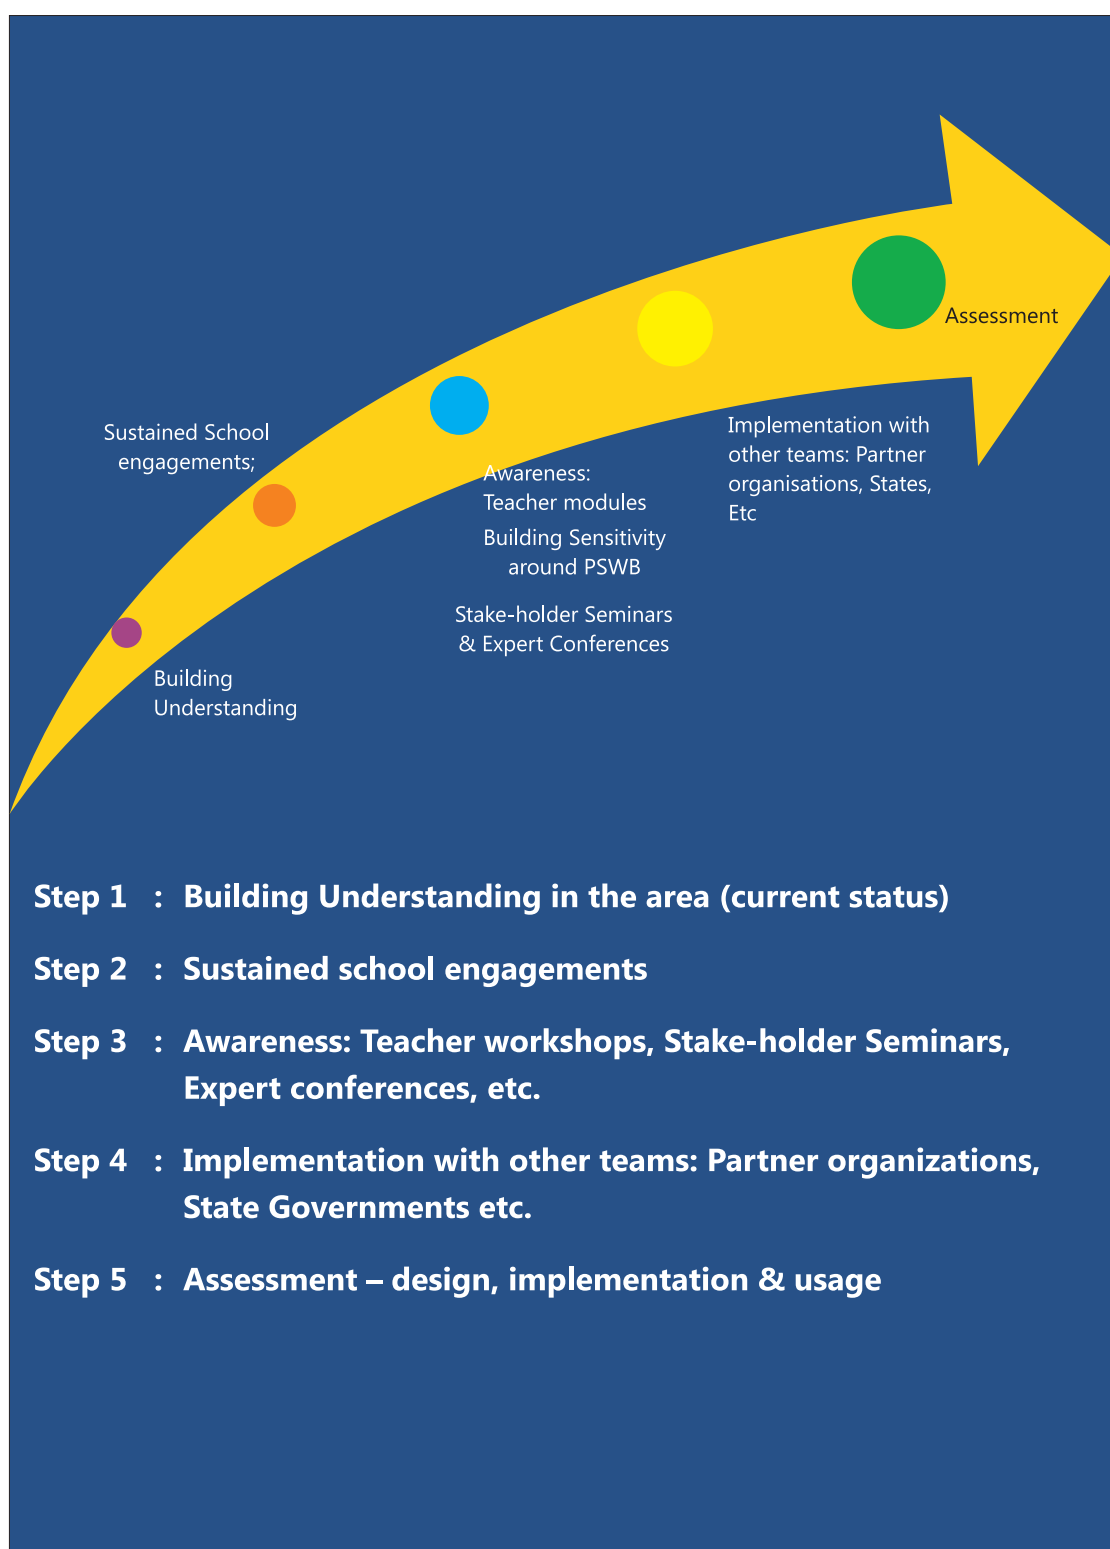 Assessment
Sustained School
engagements;
Implementation with
other teams: Partner
organisations, States,
Etc
Awareness:
Teacher modules
Building Sensitivity
around PSWB
Stake-holder Seminars
& Expert Conferences
Building
Understanding
Step 1 : Building Understanding in the area (current status)
Step 2 : Sustained school engagements
Step 3 : Awareness: Teacher workshops, Stake-holder Seminars,
Expert conferences, etc.
Step 4 : Implementation with other teams: Partner organizations,
State Governments etc.
Step 5 : Assessment – design, implementation & usage